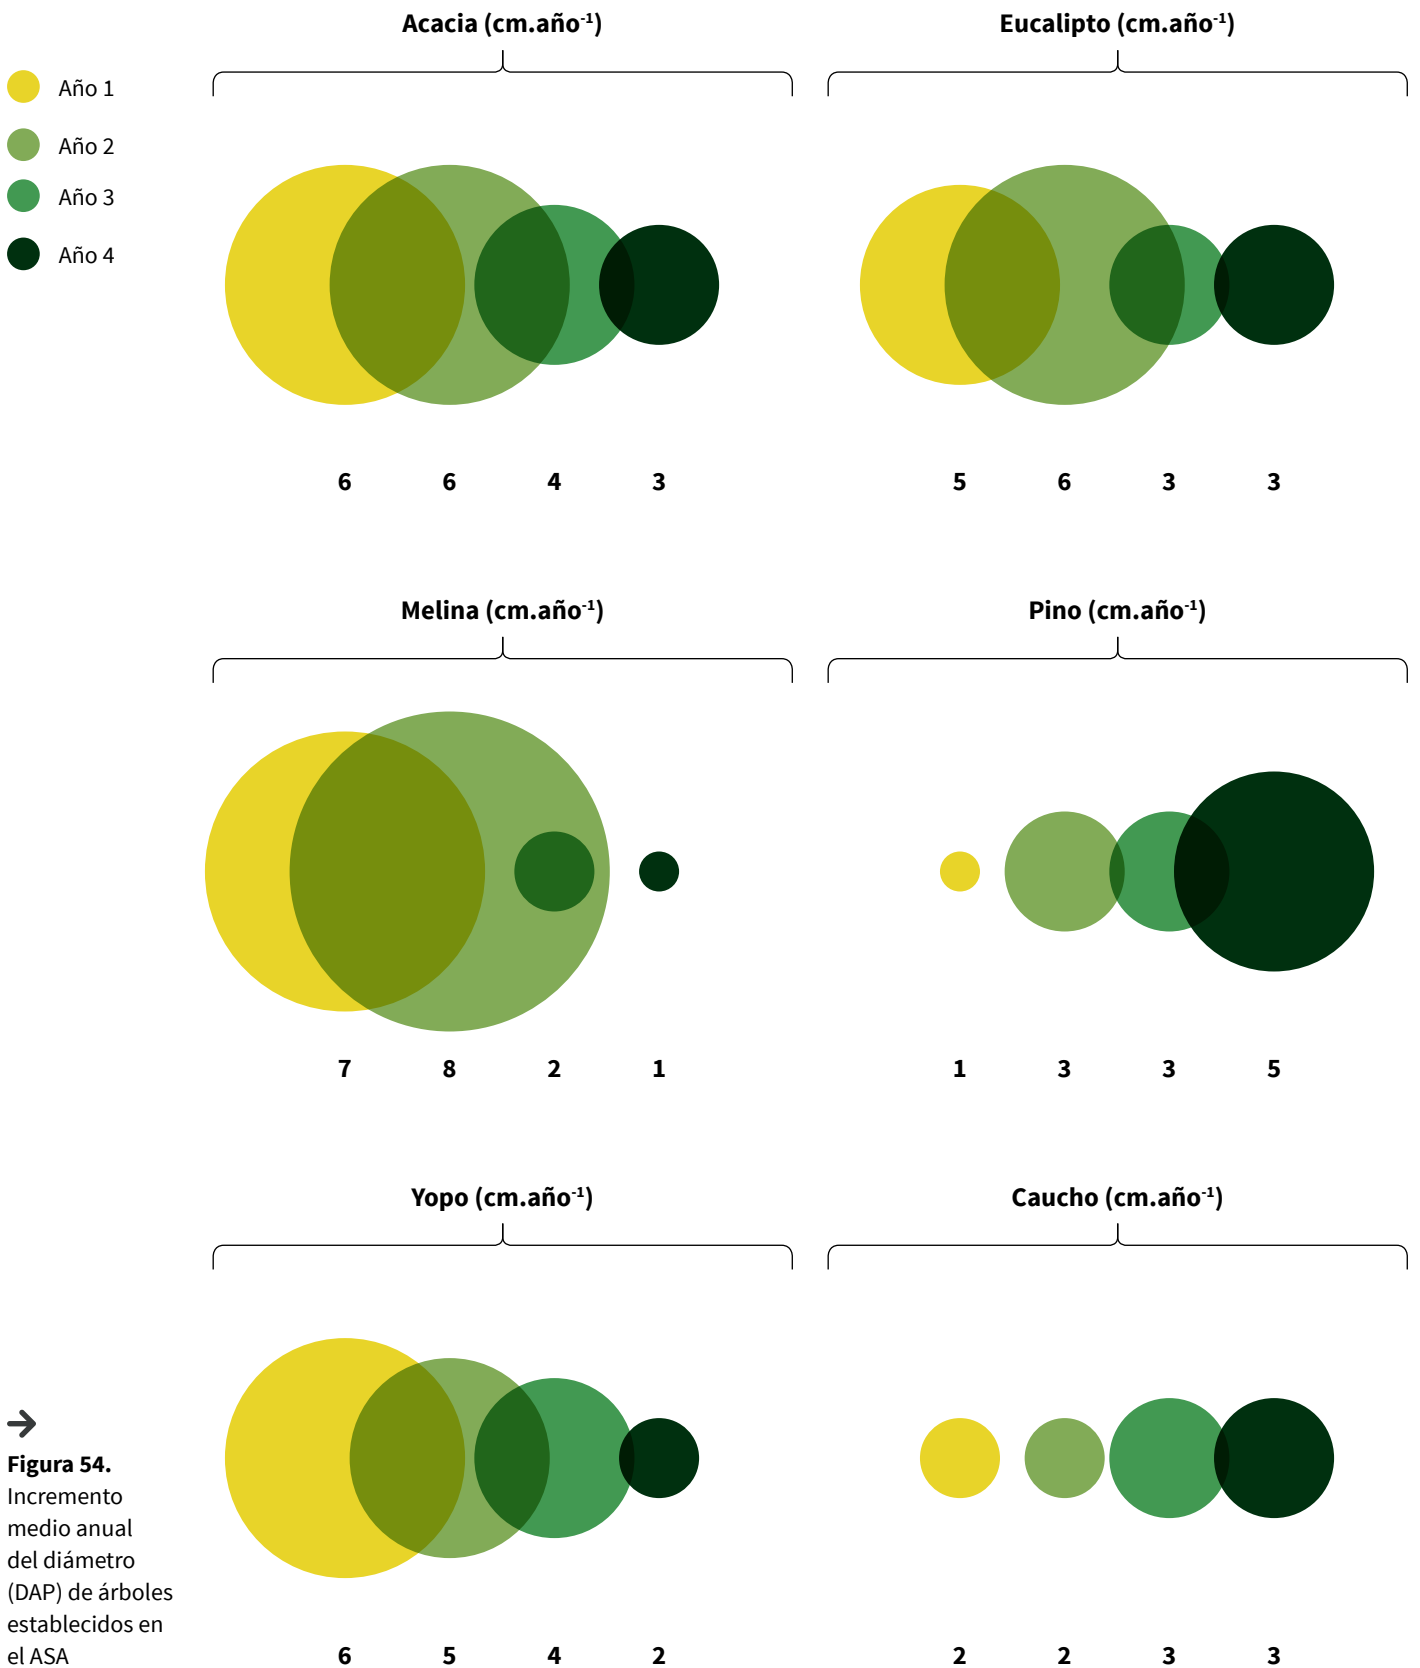 Acacia (cm.año⁻¹)
Eucalipto (cm.año⁻¹)
Año 1
Año 2
Año 3
Año 4
6 6 4 3
5 6 3 3
Melina (cm.año⁻¹)
Pino (cm.año⁻¹)
7 8 2 1
1 3 3 5
Yopo (cm.año⁻¹)
Caucho (cm.año⁻¹)
6 5 4 2
2 2 3 3
Figura 54.
Incremento
medio anual
del diámetro
(DAP) de árboles
establecidos en
el ASA